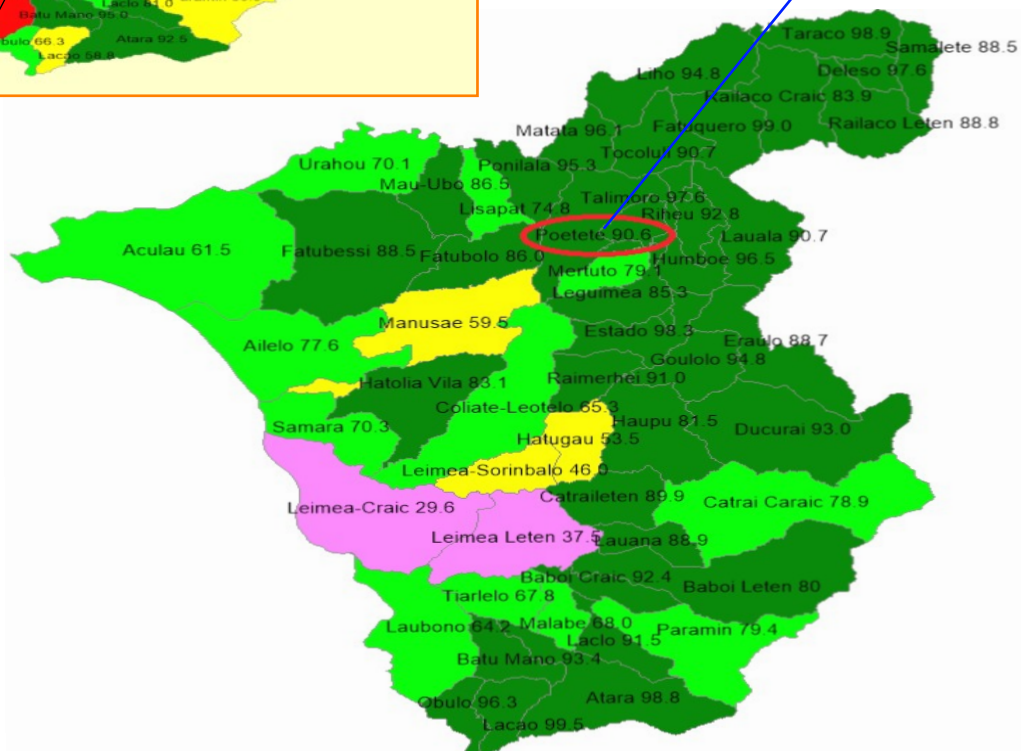 Laclo 81.0
Batu Mano 95.0
bulo 66.3
Atara 92.5
Lacao 58.8
Taraco 98.9
Samalete 88.5
Liho 94.8
Deleso 97.6
Railaco Craic 83.9
Matata 96.1
Fatuquero 99.0
Railaco Leten 88.8
Tocoluli 90.7
Urahou 70.1
Ponilala 95.3
Mau-Ubo 86.5
Talimoro 97.6
Lisapat 74.8
Riheu 92.8
Poetete 90.6
Lauala 90.7
Aculau 61.5
Fatubessi 88.5
Fatubolo 86.0
Humboe 96.5
Mertuto 79.1
Leguimea 85.3
Manusae 59.5
Estado 98.3
Eraulo 88.7
Ailelo 77.6
Goulolo 94.8
Hatolia Vila 83.1
Raimerhei 91.0
Coliate-Leotelo 65.3
Haupu 81.5
Samara 70.3
Ducurai 93.0
Hatugau 53.5
Leimea-Sorinbalo 46.0
Catraileten 89.9
Catrai Caraic 78.9
Leimea-Craic 29.6
Leimea Leten 37.5
Lauana 88.9
Baboi Craic 92.4
Baboi Leten 80
Tiarlelo 67.8
Laubono 64.2
Malabe 68.0
Paramin 79.4
Laclo 91.5
Batu Mano 93.4
Obulo 96.3
Atara 98.8
Lacao 99.5